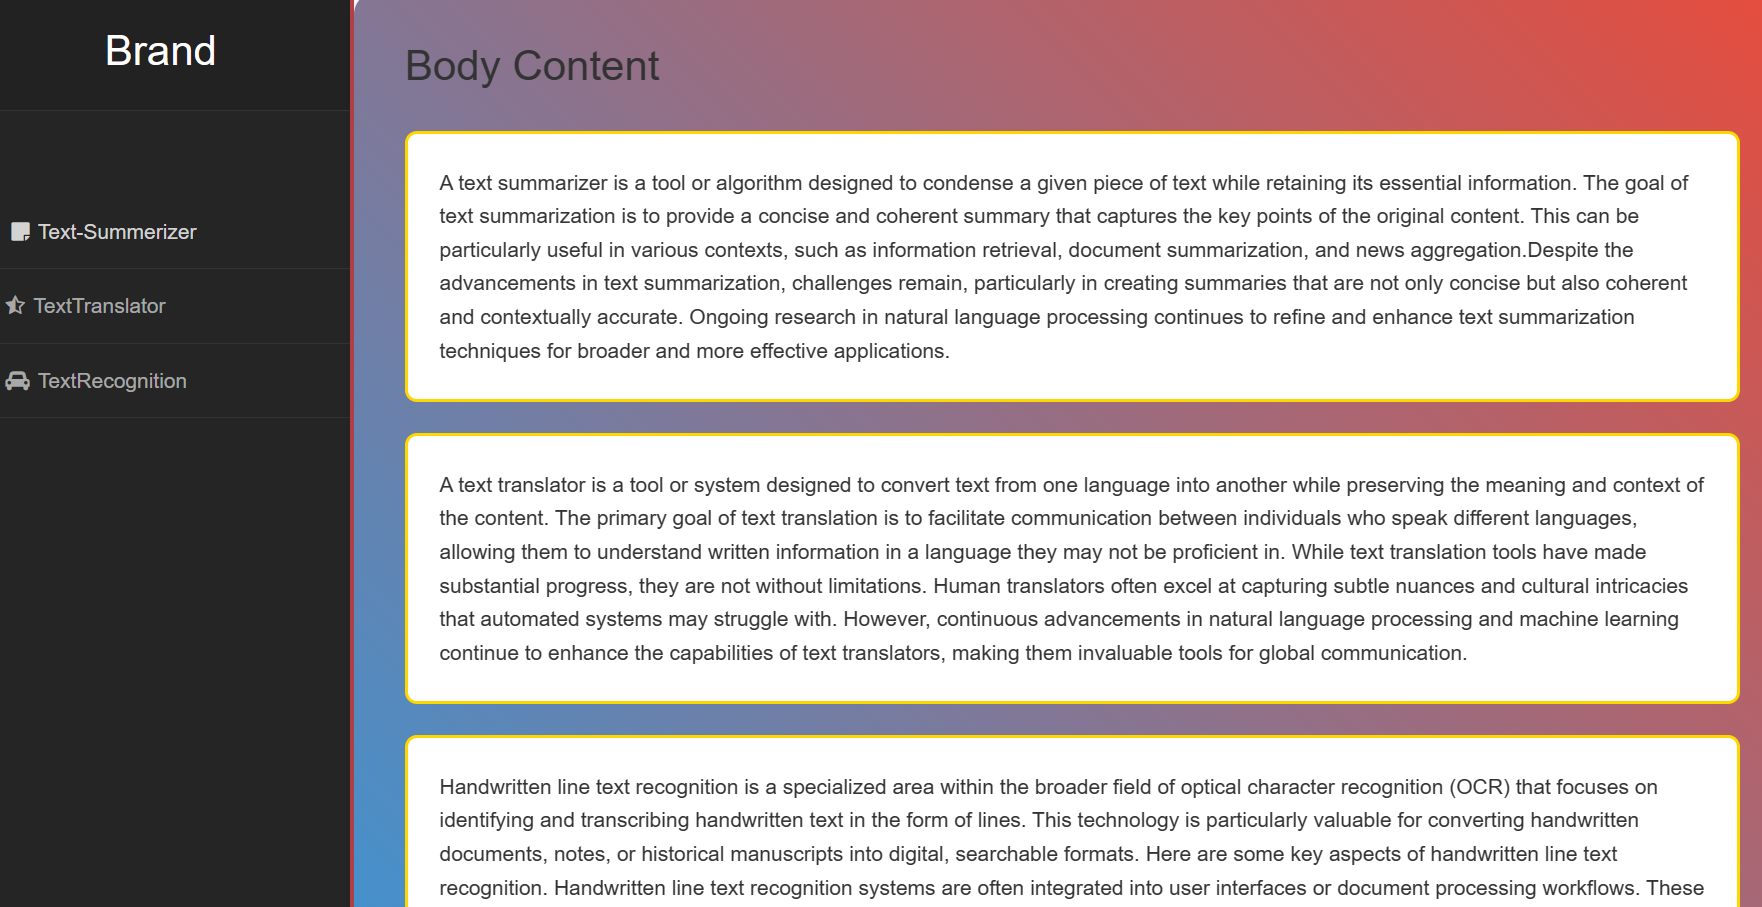 Brand
Text-Summerizer
TextTranslator
TextRecognition
Body Content
A text summarizer is a tool or algorithm designed to condense a given piece of text while retaining its essential information. The goal of
text summarization is to provide a concise and coherent summary that captures the key points of the original content. This can be
particularly useful in various contexts, such as information retrieval, document summarization, and news aggregation.Despite the
advancements in text summarization, challenges remain, particularly in creating summaries that are not only concise but also coherent
and contextually accurate. Ongoing research in natural language processing continues to refine and enhance text summarization
techniques for broader and more effective applications.
A text translator is a tool or system designed to convert text from one language into another while preserving the meaning and context of
the content. The primary goal of text translation is to facilitate communication between individuals who speak different languages,
allowing them to understand written information in a language they may not be proficient in. While text translation tools have made
substantial progress, they are not without limitations. Human translators often excel at capturing subtle nuances and cultural intricacies
that automated systems may struggle with. However, continuous advancements in natural language processing and machine learning
continue to enhance the capabilities of text translators, making them invaluable tools for global communication.
Handwritten line text recognition is a specialized area within the broader field of optical character recognition (OCR) that focuses on
identifying and transcribing handwritten text in the form of lines. This technology is particularly valuable for converting handwritten
documents, notes, or historical manuscripts into digital, searchable formats. Here are some key aspects of handwritten line text
recognition. Handwritten line text recognition systems are often integrated into user interfaces or document processing workflows. These